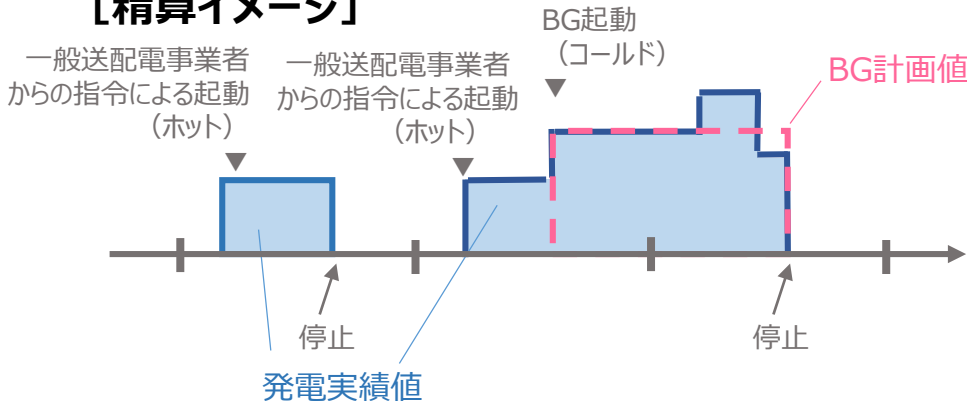 ［精算イメージ］
一般送配電事業者
からの指令による起動
（ホット）
一般送配電事業者
からの指令による起動
（ホット）
BG起動
（コールド）
BG計画値
停止
停止
発電実績値